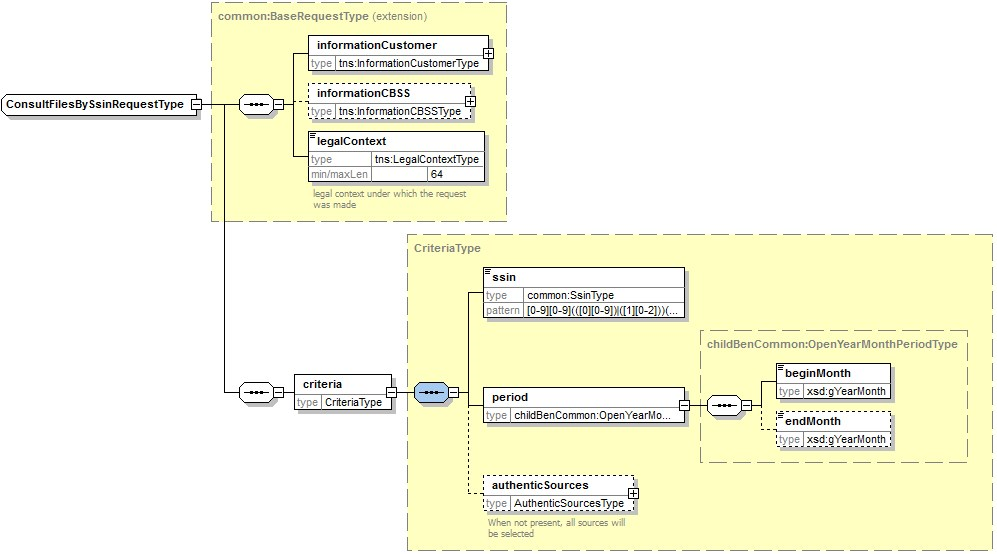 common:BaseRequestType (extension)
informationCustomer
type tns:InformationCustomerType
ConsultFilesBySsinRequestType
informationCBSS
type tns:InformationCBSSType
legalContext
type tns:LegalContextType
min/maxLen 64
legal context under which the request
was made
CriteriaType
ssin
type common:SsinType
pattern [0-9][0-9](([0][0-9])|([1][0-2]))(...
childBenCommon:OpenYearMonthPeriodType
criteria
type CriteriaType
period
type childBenCommon:OpenYearMo...
beginMonth
type xsd:gYearMonth
endMonth
type xsd:gYearMonth
authenticSources
type AuthenticSourcesType
When not present, all sources will
be selected